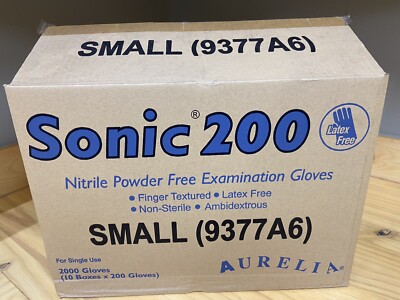 SMALL (9377A6)
Sonic® 200
Latex
Free
Nitrile Powder Free Examination Gloves
• Finger Textured • Latex Free
• Non-Sterile • Ambidextrous
SMALL (9377A6)
For Single Use
2000 Gloves
(10 Boxes x 200 Gloves)
AURELIA®